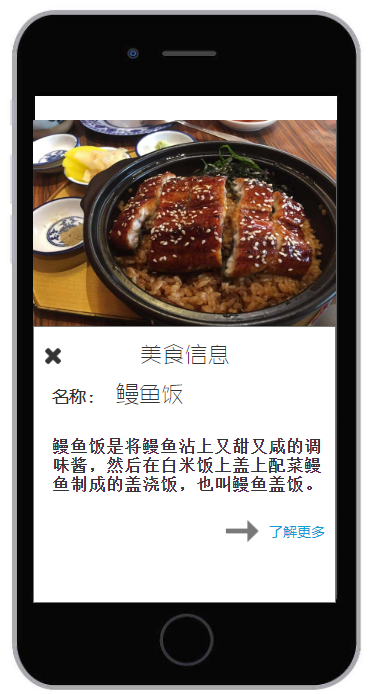 美食信息
名称： 鳗鱼饭
鳗鱼饭是将鳗鱼沾上又甜又咸的调
味酱，然后在白米饭上盖上配菜鳗
鱼制成的盖浇饭，也叫鳗鱼盖饭。
了解更多